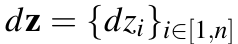 d𝐳 = {dz_i}_{i∈[1,n]}